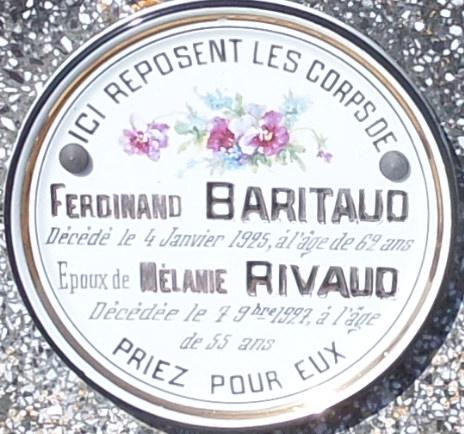 ICI REPOSENT LES CORPS DE
FERDINAND BARITAUD
Décédé le 4 Janvier 1925, à l'âge de 62 ans
Epoux de MÉLANIE RIVAUD
Décédée le 7 9bre 1927, à l'âge
de 55 ans
PRIEZ POUR EUX